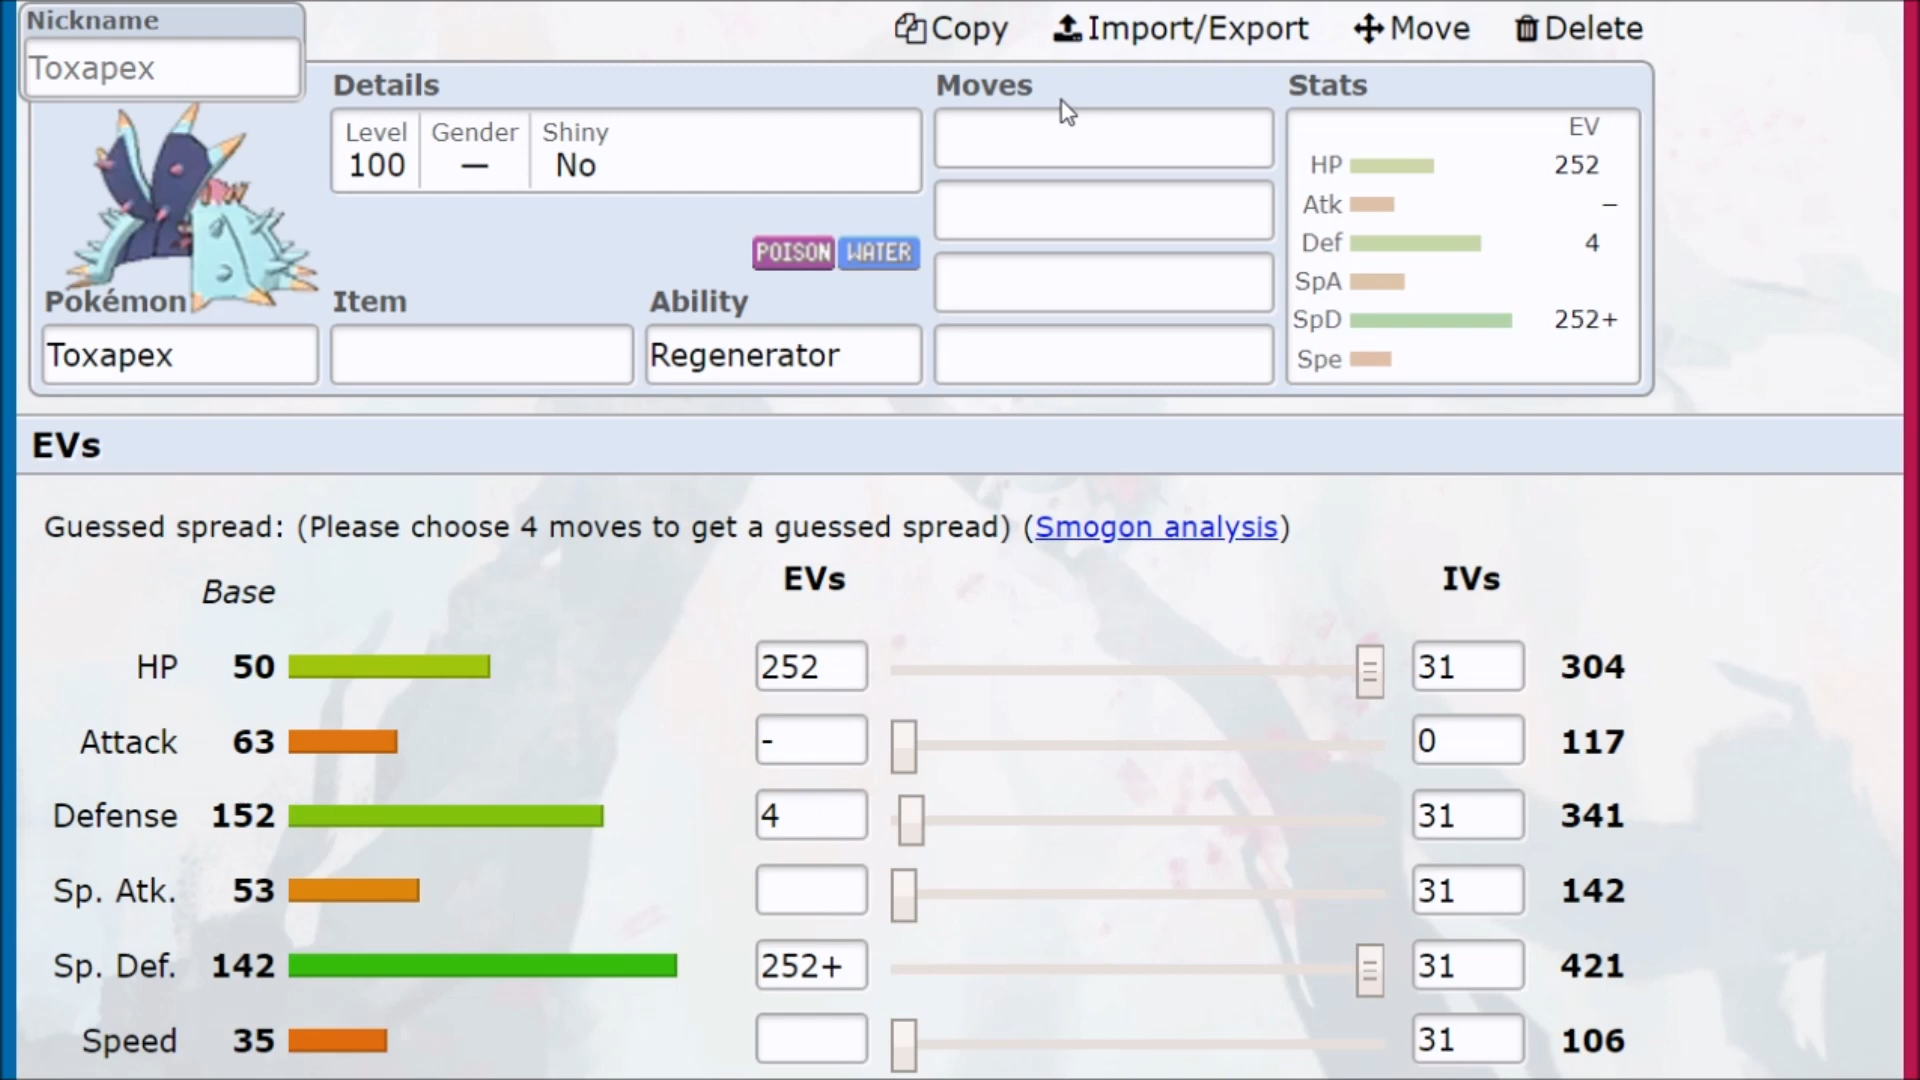 Nickname
Toxapex
Copy Import/Export Move Delete
Details
Level Gender Shiny
100 — No
POISON WATER
Pokémon Item Ability
Toxapex Regenerator
Moves
Stats
EV
HP 252
Atk –
Def 4
SpA
SpD 252+
Spe
EVs
Guessed spread: (Please choose 4 moves to get a guessed spread) (Smogon analysis)
Base EVs IVs
HP 50 252 31 304
Attack 63 - 0 117
Defense 152 4 31 341
Sp. Atk. 53 31 142
Sp. Def. 142 252+ 31 421
Speed 35 31 106